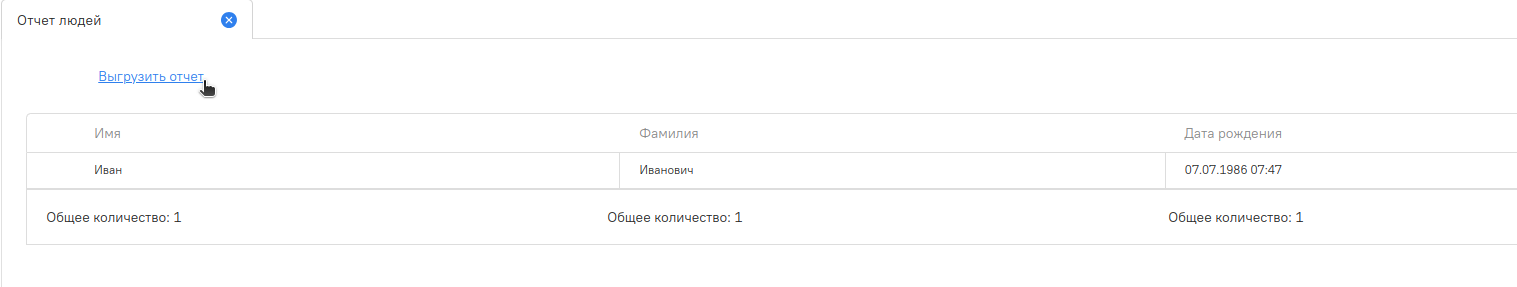 Отчет людей
Выгрузить отчет
Имя Фамилия Дата рождения
Иван Иванович 07.07.1986 07:47
Общее количество: 1 Общее количество: 1 Общее количество: 1